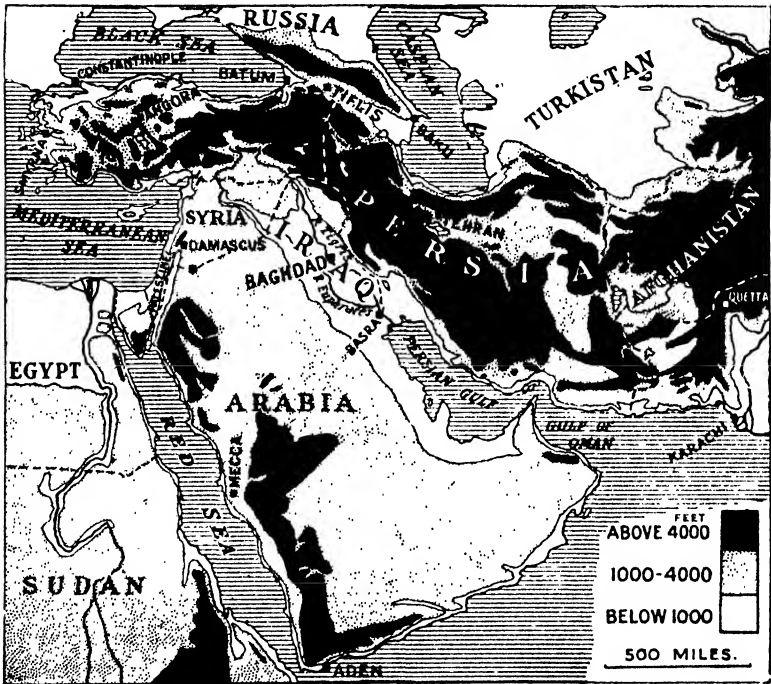 RUSSIA
BLACK SEA
CASPIAN SEA
CONSTANTINOPLE
BATUM
TIFLIS
TURKISTAN
ANGORA
BAKU
SMYRNA
MEDITERRANEAN SEA
SYRIA
DAMASCUS
PALESTINE
IRAQ
R. Tigris
BAGHDAD
R. Euphrates
BASRA
PERSIA
TEHRAN
AFGHANISTAN
QUETTA
PERSIAN GULF
EGYPT
ARABIA
GULF OF OMAN
KARACHI
RED SEA
MECCA
SUDAN
ADEN
FEET
ABOVE 4000
1000-4000
BELOW 1000
500 MILES.